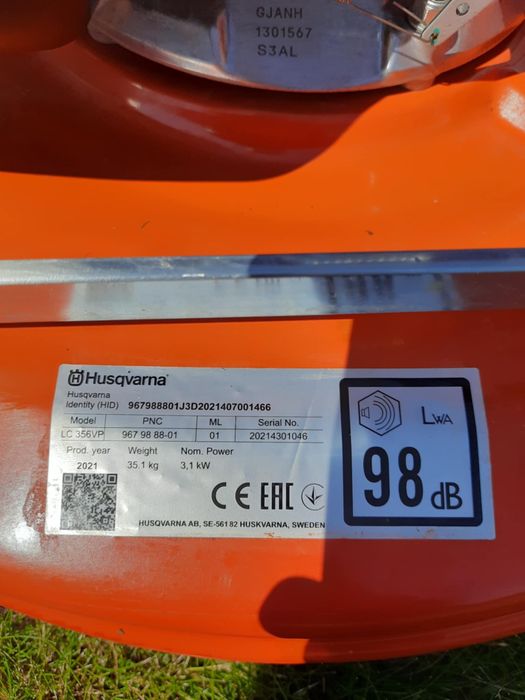 GJANH
1301567
S3AL
Husqvarna
Husqvarna
Identity (HID) 967988801J3D2021407001466
Model PNC ML Serial No.
LC 356VP 967 98 88-01 01 20214301046
Prod. year Weight Nom. Power
2021 35.1 kg 3,1 kW
CE EAC
LWA
98 dB
HUSQVARNA AB, SE-561 82 HUSKVARNA, SWEDEN